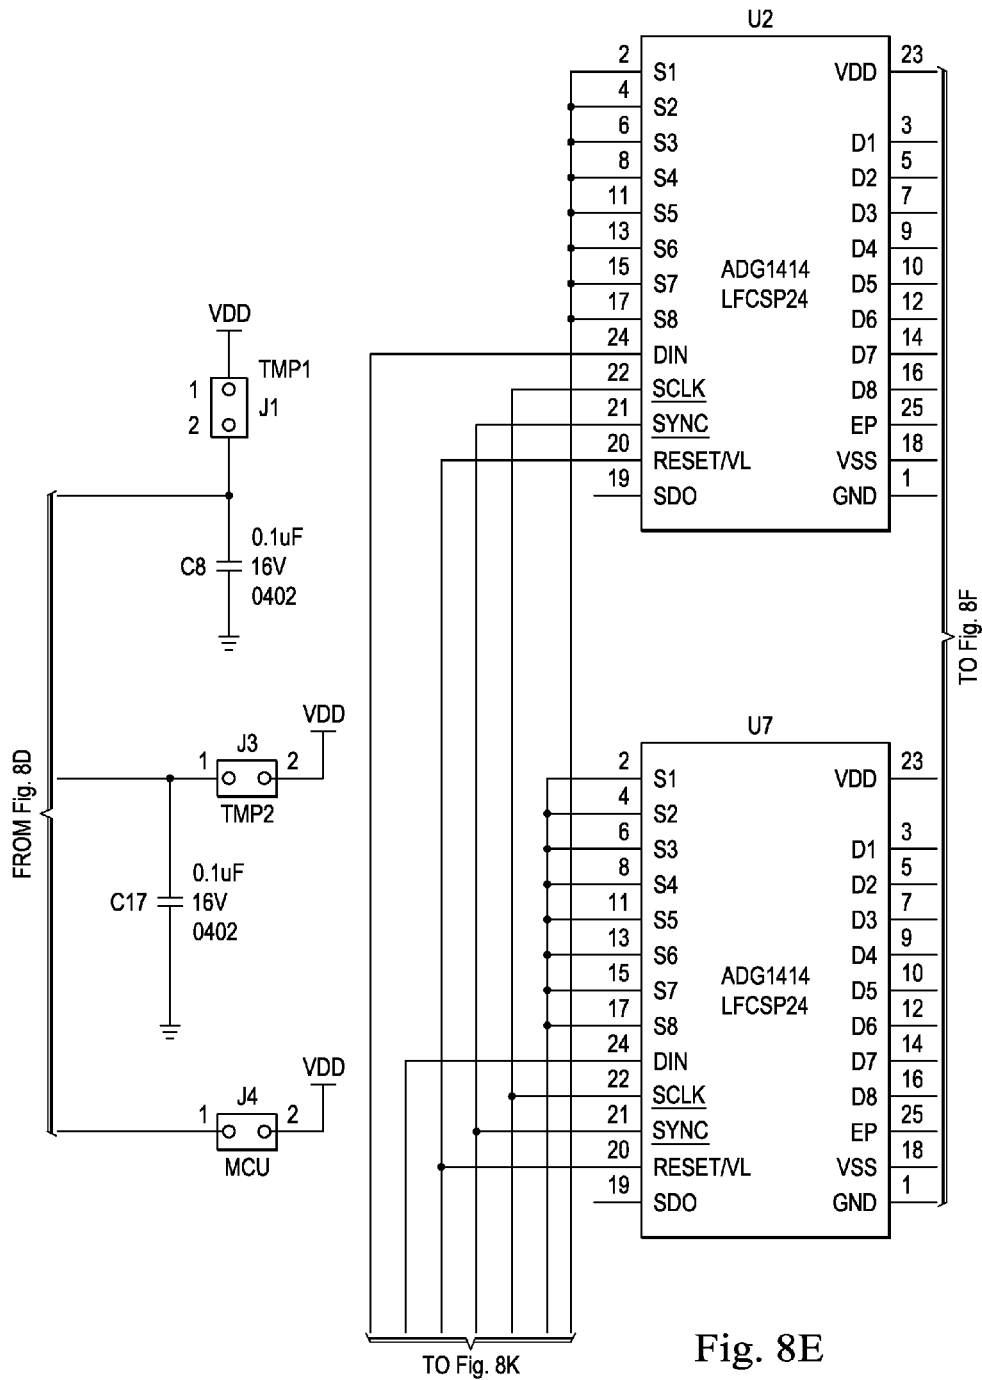 U2
2 S1 VDD 23
4 S2
6 S3 D1 3
8 S4 D2 5
11 S5 D3 7
13 S6 D4 9
15 S7 ADG1414 D5 10
17 S8 LFCSP24 D6 12
24 DIN D7 14
22 SCLK D8 16
21 SYNC EP 25
20 RESET/VL VSS 18
19 SDO GND 1
VDD
TMP1
1
J1
2
0.1uF
C8 16V
0402
TO Fig. 8F
FROM Fig. 8D
VDD
J3
1 2
TMP2
0.1uF
C17 16V
0402
VDD
J4
1 2
MCU
U7
2 S1 VDD 23
4 S2
6 S3 D1 3
8 S4 D2 5
11 S5 D3 7
13 S6 D4 9
15 S7 ADG1414 D5 10
17 S8 LFCSP24 D6 12
24 DIN D7 14
22 SCLK D8 16
21 SYNC EP 25
20 RESET/VL VSS 18
19 SDO GND 1
TO Fig. 8K
Fig. 8E